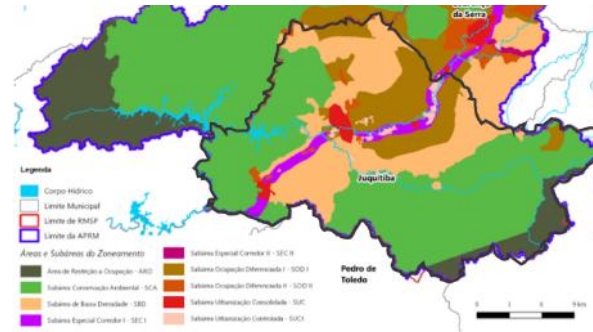 da Serra
Juquitiba
Pedro de
Toledo
Legenda
Corpo Hídrico
Limite Municipal
Limite de RMSP
Limite da APRM
Áreas e Subáreas do Zoneamento
Área de Restrição a Ocupação - ARO
Subárea Conservação Ambiental - SCA
Subárea de Baixa Densidade - SBD
Subárea Especial Corredor I - SEC I
Subárea Especial Corredor II - SEC II
Subárea Ocupação Diferenciada I - SOD I
Subárea Ocupação Diferenciada II - SOD II
Subárea Urbanização Consolidada - SUC
Subárea Urbanização Controlada - SUCt
0 4.5 9 km